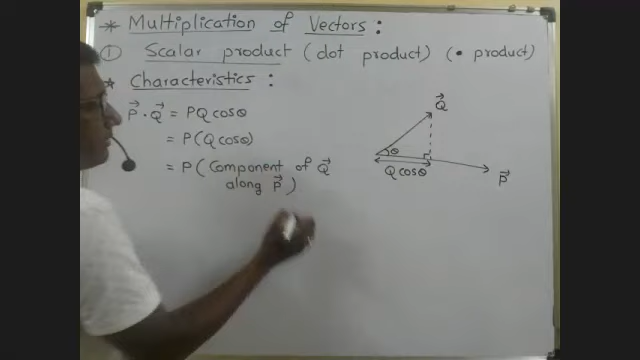 * Multiplication of Vectors :
① Scalar product (dot product) (• product)
* Characteristics :
P⃗ · Q⃗ = PQ cosθ
= P(Q cosθ)
= P(Component of Q⃗
along P⃗)
Q⃗
θ
Q cosθ
P⃗